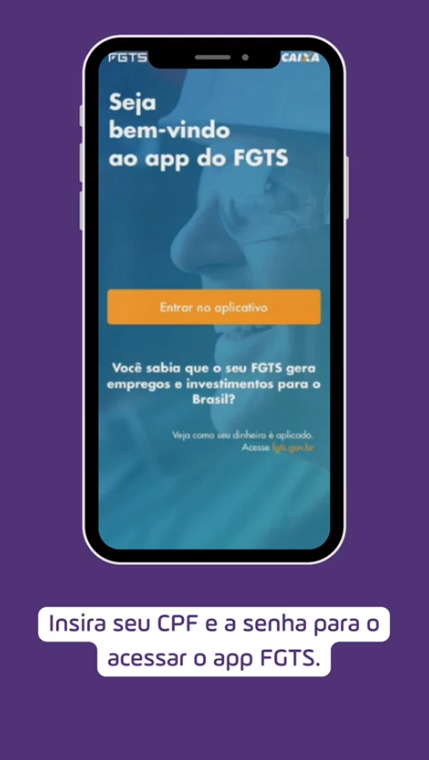 FGTS
CAIXA
Seja
bem-vindo
ao app do FGTS
Entrar no aplicativo
Você sabia que o seu FGTS gera
empregos e investimentos para o
Brasil?
Veja como seu dinheiro é aplicado.
Acesse fgts.gov.br
Insira seu CPF e a senha para o
acessar o app FGTS.